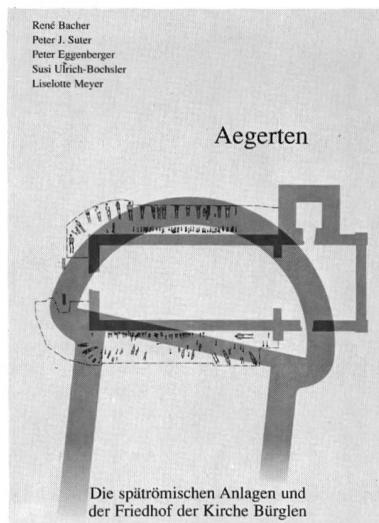 René Bacher
Peter J. Suter
Peter Eggenberger
Susi Ulrich-Bochsler
Liselotte Meyer
Aegerten
Die spätrömischen Anlagen und
der Friedhof der Kirche Bürglen